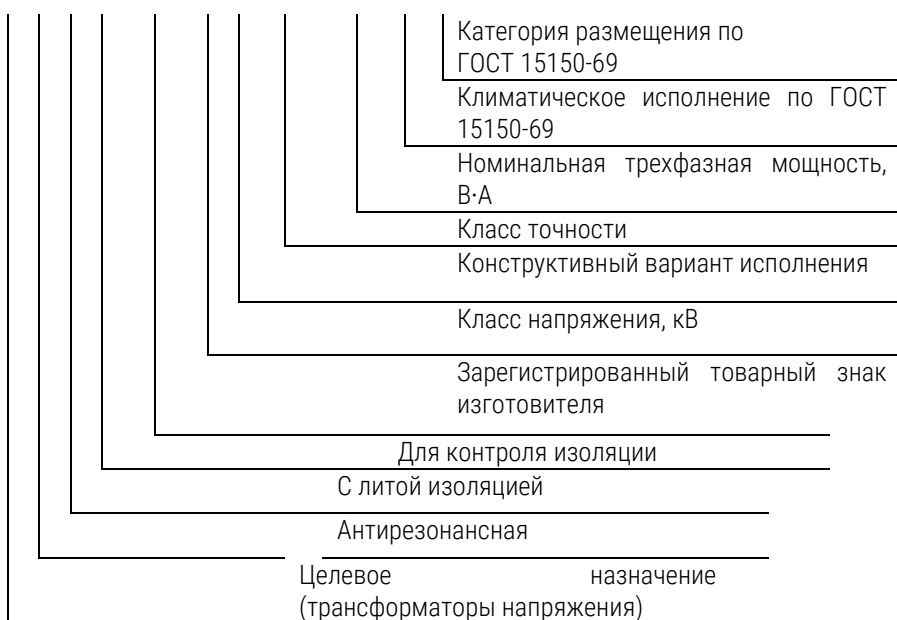 Категория размещения по
ГОСТ 15150-69
Климатическое исполнение по ГОСТ
15150-69
Номинальная трехфазная мощность,
В·А
Класс точности
Конструктивный вариант исполнения
Класс напряжения, кВ
Зарегистрированный товарный знак
изготовителя
Для контроля изоляции
С литой изоляцией
Антирезонансная
Целевое назначение
(трансформаторы напряжения)